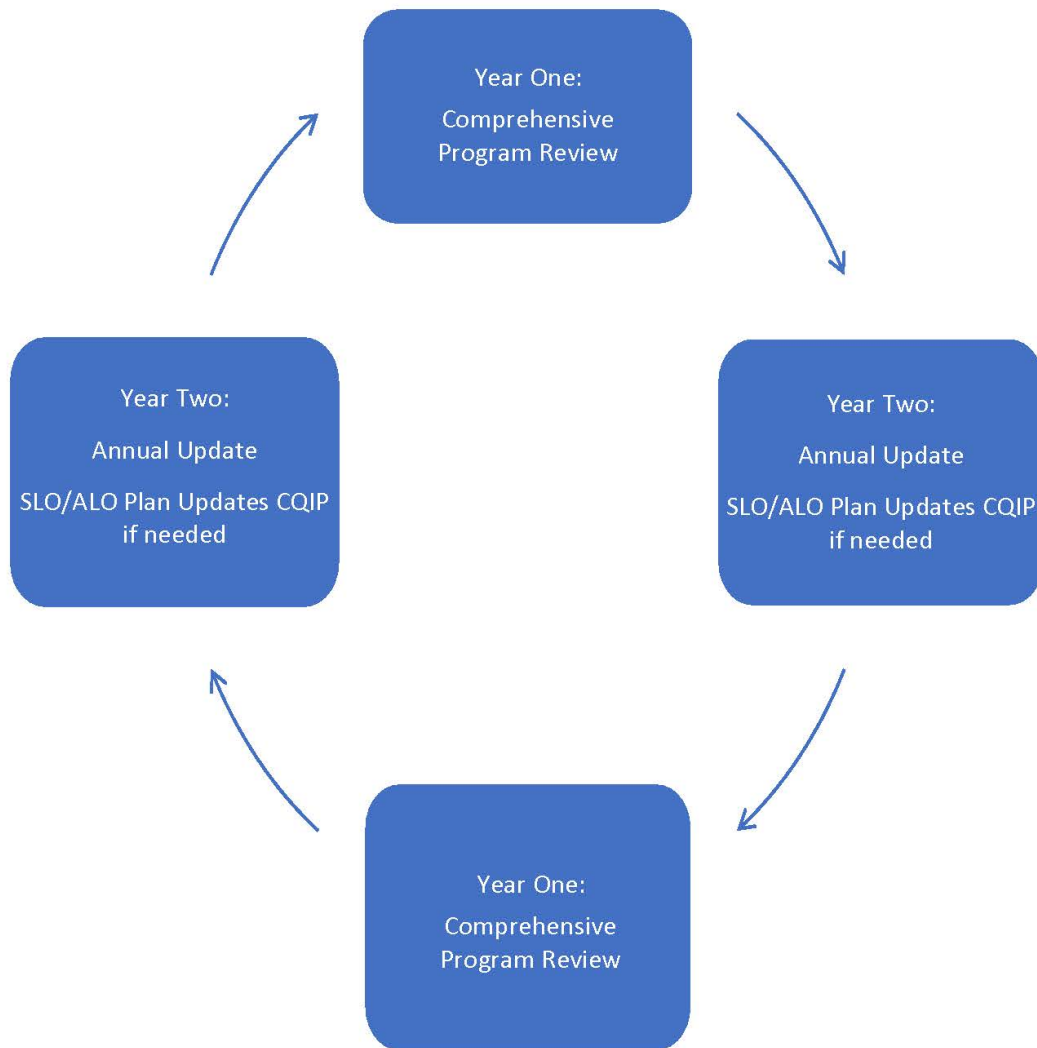 Year One:
Comprehensive
Program Review
Year Two:
Annual Update
SLO/ALO Plan Updates CQIP
if needed
Year One:
Comprehensive
Program Review
Year Two:
Annual Update
SLO/ALO Plan Updates CQIP
if needed